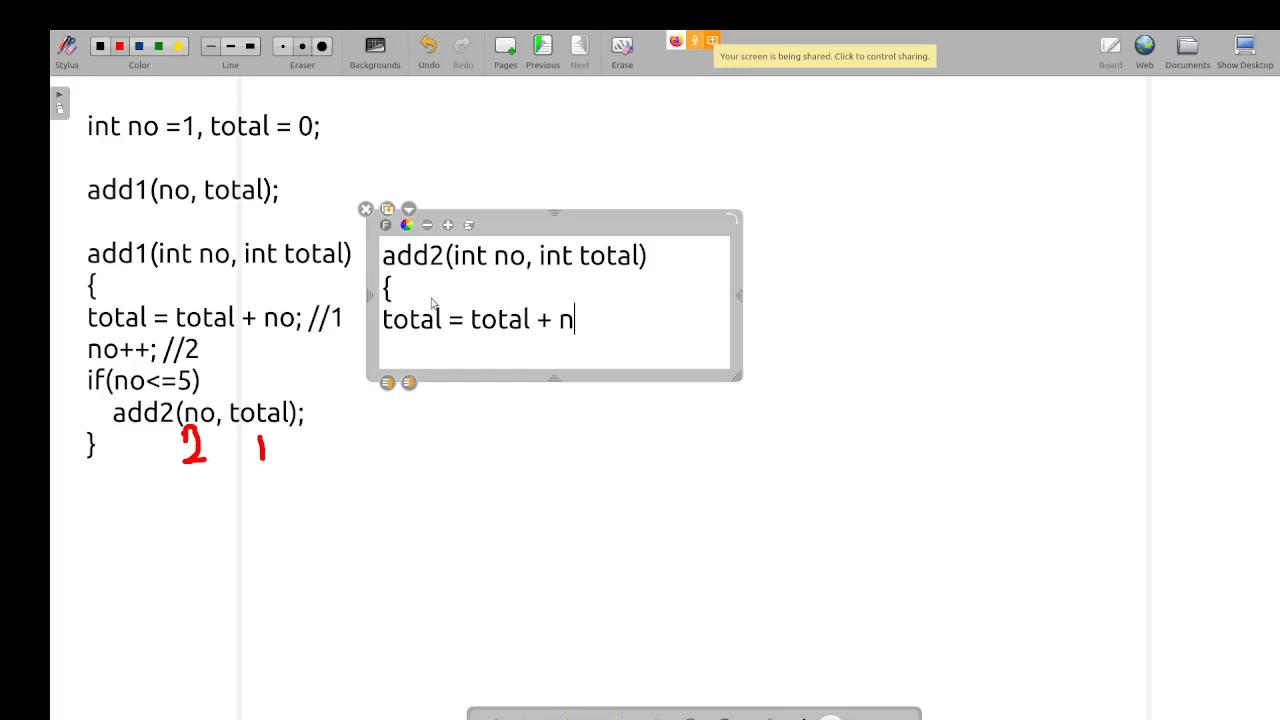 Stylus
Color
Line
Eraser
Backgrounds
Undo
Redo
Pages
Previous
Next
Erase
Your screen is being shared. Click to control sharing.
Board
Web
Documents
Show Desktop
int no =1, total = 0;
add1(no, total);
add1(int no, int total)
{
total = total + no; //1
no++; //2
if(no<=5)
add2(no, total);
}
2 1
F
add2(int no, int total)
{
total = total + n